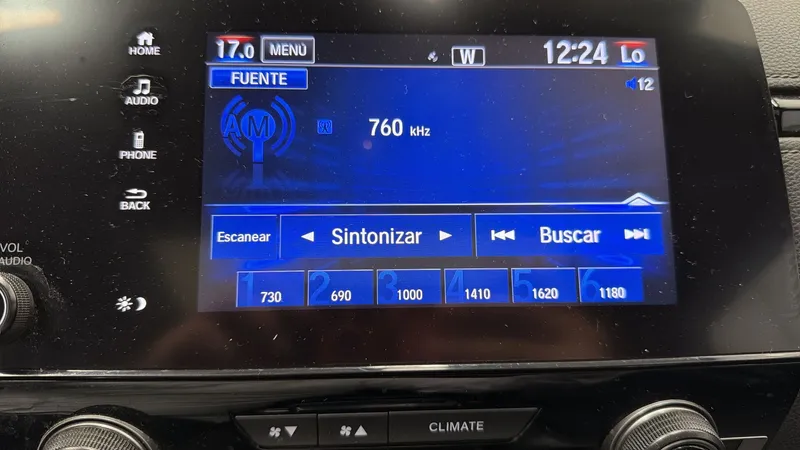 HOME
AUDIO
PHONE
BACK
VOL
AUDIO
17.0 MENÚ W 12:24 Lo
FUENTE 12
AM 760 kHz
Escanear Sintonizar Buscar
1 730 2 690 3 1000 4 1410 5 1620 6 1180
CLIMATE